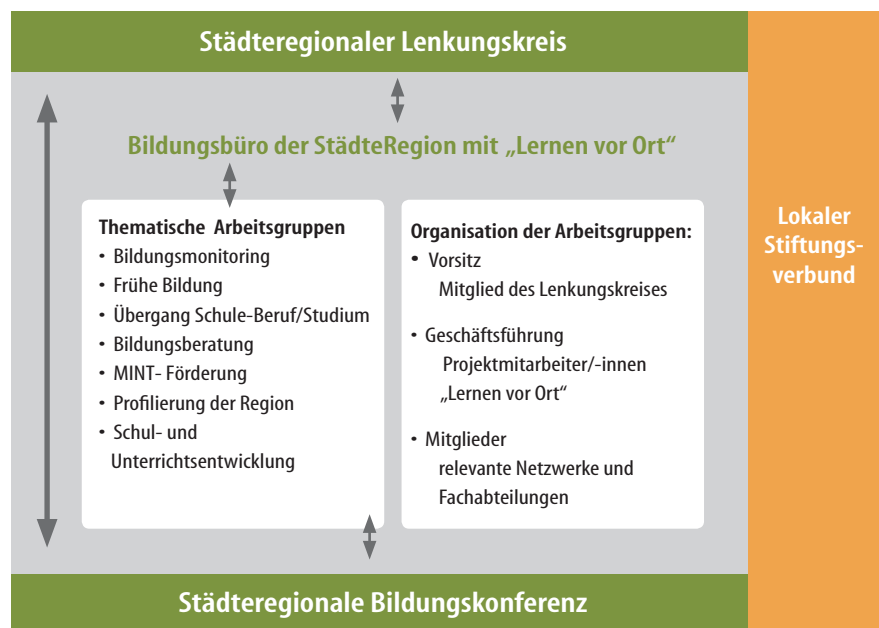 Städteregionaler Lenkungskreis
Bildungsbüro der StädteRegion mit „Lernen vor Ort“
Thematische Arbeitsgruppen
• Bildungsmonitoring
• Frühe Bildung
• Übergang Schule-Beruf/Studium
• Bildungsberatung
• MINT- Förderung
• Profilierung der Region
• Schul- und
Unterrichtsentwicklung
Organisation der Arbeitsgruppen:
• Vorsitz
Mitglied des Lenkungskreises
• Geschäftsführung
Projektmitarbeiter/-innen
„Lernen vor Ort“
• Mitglieder
relevante Netzwerke und
Fachabteilungen
Lokaler
Stiftungs-
verbund
Städteregionale Bildungskonferenz